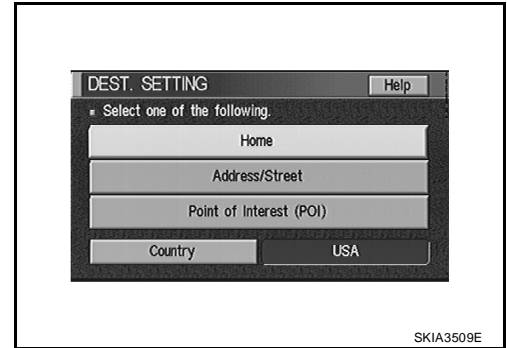 DEST. SETTING
Help
Select one of the following.
Home
Address/Street
Point of Interest (POI)
Country
USA
SKIA3509E